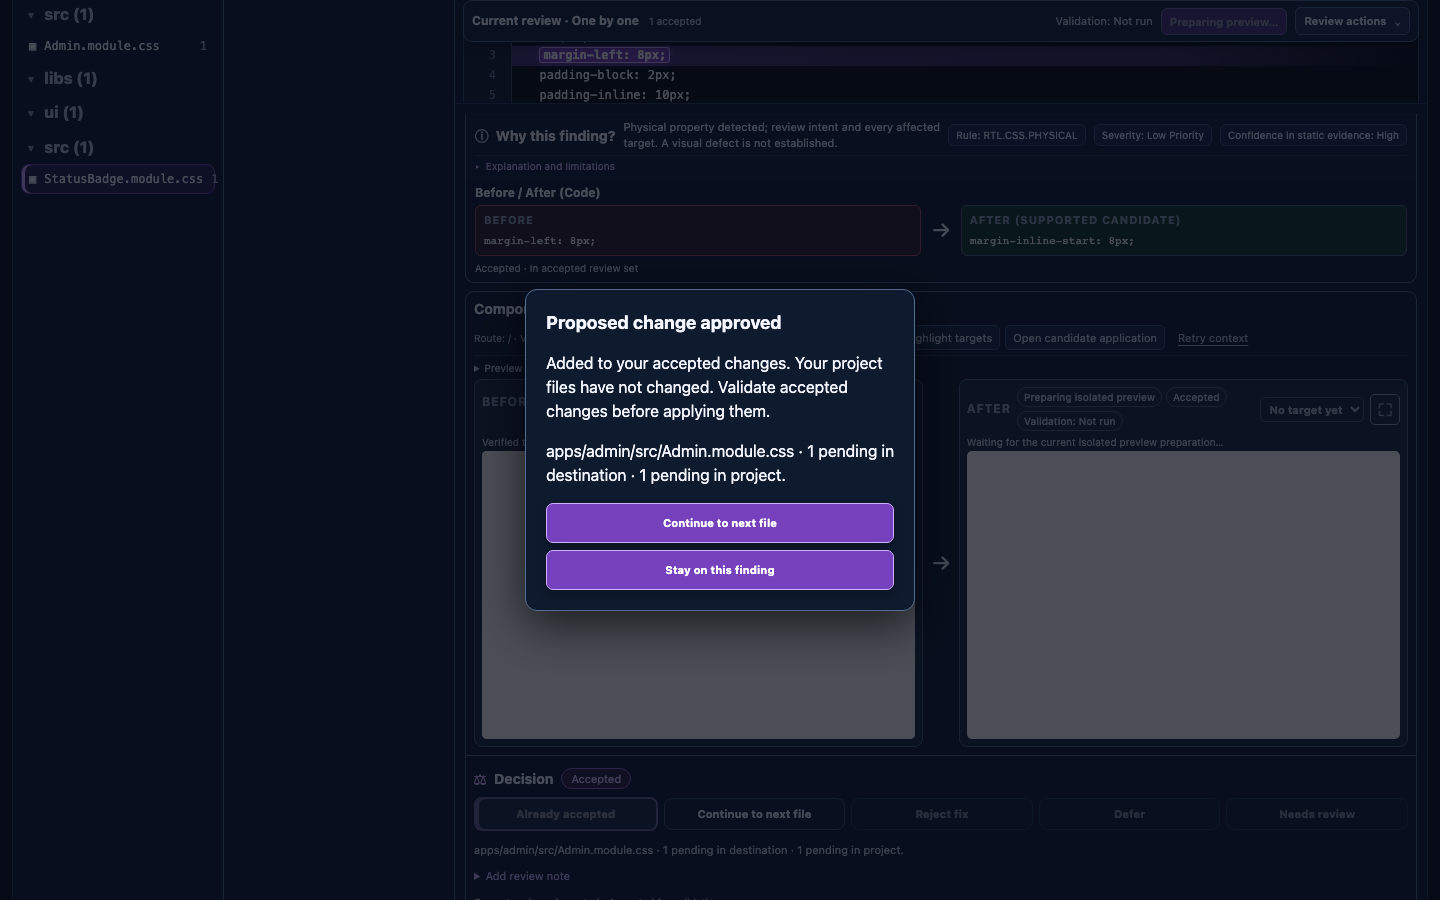 src (1)
Admin.module.css 1
libs (1)
ui (1)
src (1)
StatusBadge.module.css 1
Current review · One by one 1 accepted
Validation: Not run
Preparing preview...
Review actions
3 margin-left: 8px;
4 padding-block: 2px;
5 padding-inline: 10px;
Why this finding?
Physical property detected; review intent and every affected
target. A visual defect is not established.
Rule: RTL.CSS.PHYSICAL
Severity: Low Priority
Confidence in static evidence: High
Explanation and limitations
Before / After (Code)
BEFORE
margin-left: 8px;
AFTER (SUPPORTED CANDIDATE)
margin-inline-start: 8px;
Accepted · In accepted review set
Route: / ·
Open candidate application
Retry context
targets
Preview
AFTER
Preparing isolated preview
Accepted
Validation: Not run
No target yet
Verified
Waiting for the current isolated preview preparation...
Proposed change approved
Added to your accepted changes. Your project
files have not changed. Validate accepted
changes before applying them.
apps/admin/src/Admin.module.css · 1 pending in
destination · 1 pending in project.
Continue to next file
Stay on this finding
Decision
Accepted
Already accepted
Continue to next file
Reject fix
Defer
Needs review
apps/admin/src/Admin.module.css · 1 pending in destination · 1 pending in project.
Add review note